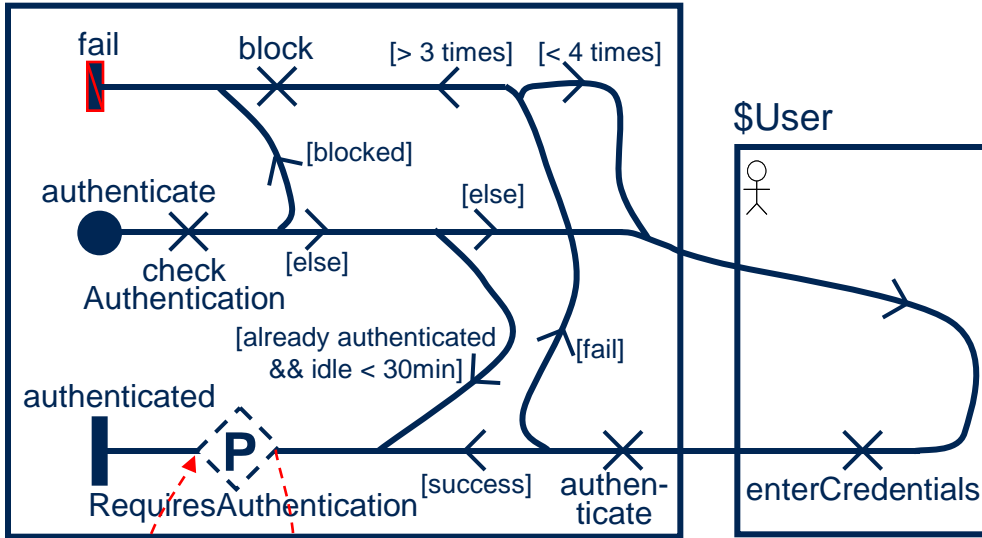 fail
block
[> 3 times]
[< 4 times]
$User
[blocked]
authenticate
[else]
[else]
check
Authentication
[already authenticated
&& idle < 30min]
[fail]
authenticated
P
RequiresAuthentication
[success]
authen-
ticate
enterCredentials